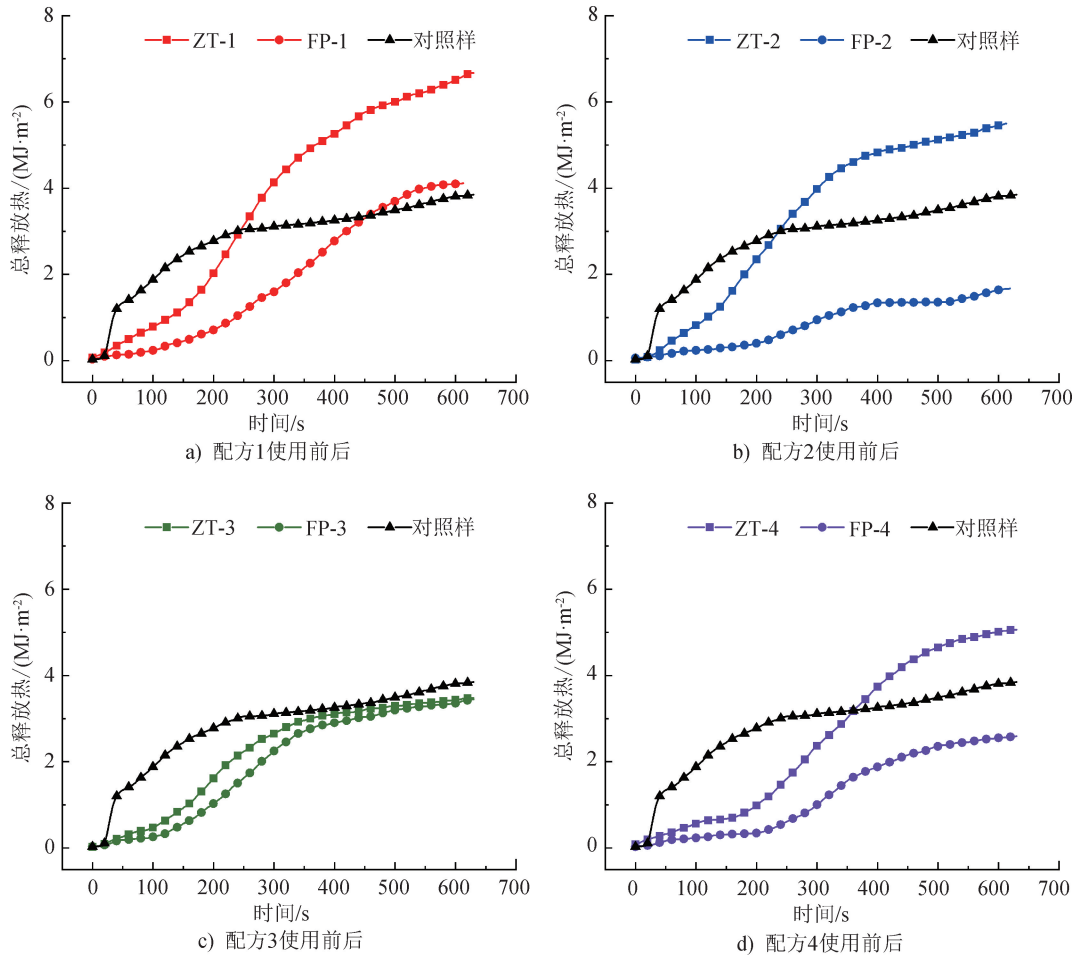 ZT-1 FP-1 对照样
总释放热/(MJ·m⁻²)
8
6
4
2
0
0 100 200 300 400 500 600 700
时间/s
a) 配方1使用前后
ZT-2 FP-2 对照样
总释放热/(MJ·m⁻²)
8
6
4
2
0
0 100 200 300 400 500 600 700
时间/s
b) 配方2使用前后
ZT-3 FP-3 对照样
总释放热/(MJ·m⁻²)
8
6
4
2
0
0 100 200 300 400 500 600 700
时间/s
c) 配方3使用前后
ZT-4 FP-4 对照样
总释放热/(MJ·m⁻²)
8
6
4
2
0
0 100 200 300 400 500 600 700
时间/s
d) 配方4使用前后